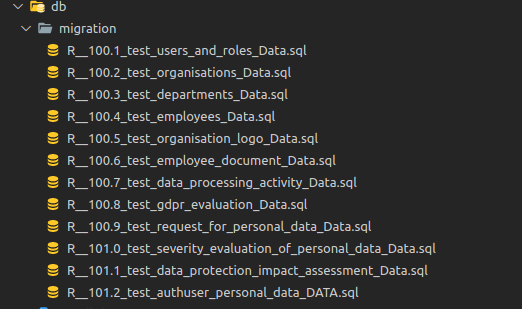 db
migration
R__100.1_test_users_and_roles_Data.sql
R__100.2_test_organisations_Data.sql
R__100.3_test_departments_Data.sql
R__100.4_test_employees_Data.sql
R__100.5_test_organisation_logo_Data.sql
R__100.6_test_employee_document_Data.sql
R__100.7_test_data_processing_activity_Data.sql
R__100.8_test_gdpr_evaluation_Data.sql
R__100.9_test_request_for_personal_data_Data.sql
R__101.0_test_severity_evaluation_of_personal_data_Data.sql
R__101.1_test_data_protection_impact_assessment_Data.sql
R__101.2_test_authuser_personal_data_DATA.sql